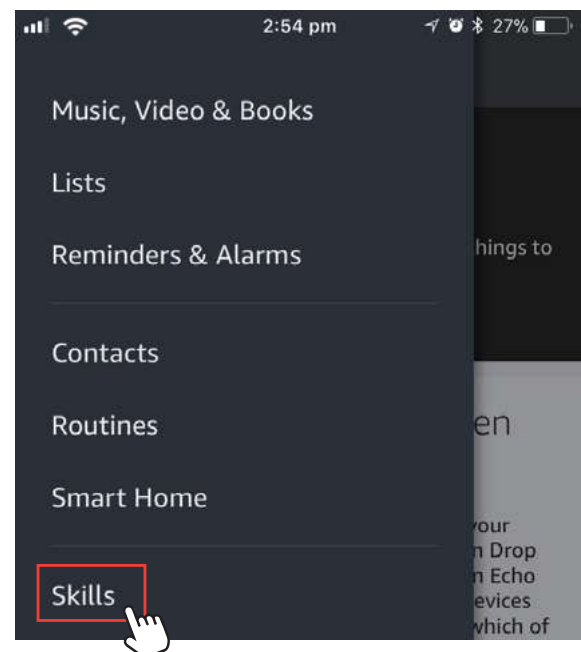 2:54 pm 27%
Music, Video & Books
Lists
Reminders & Alarms
hings to
Contacts
Routines
en
Smart Home
your
n Drop
n Echo
Skills
evices
which of